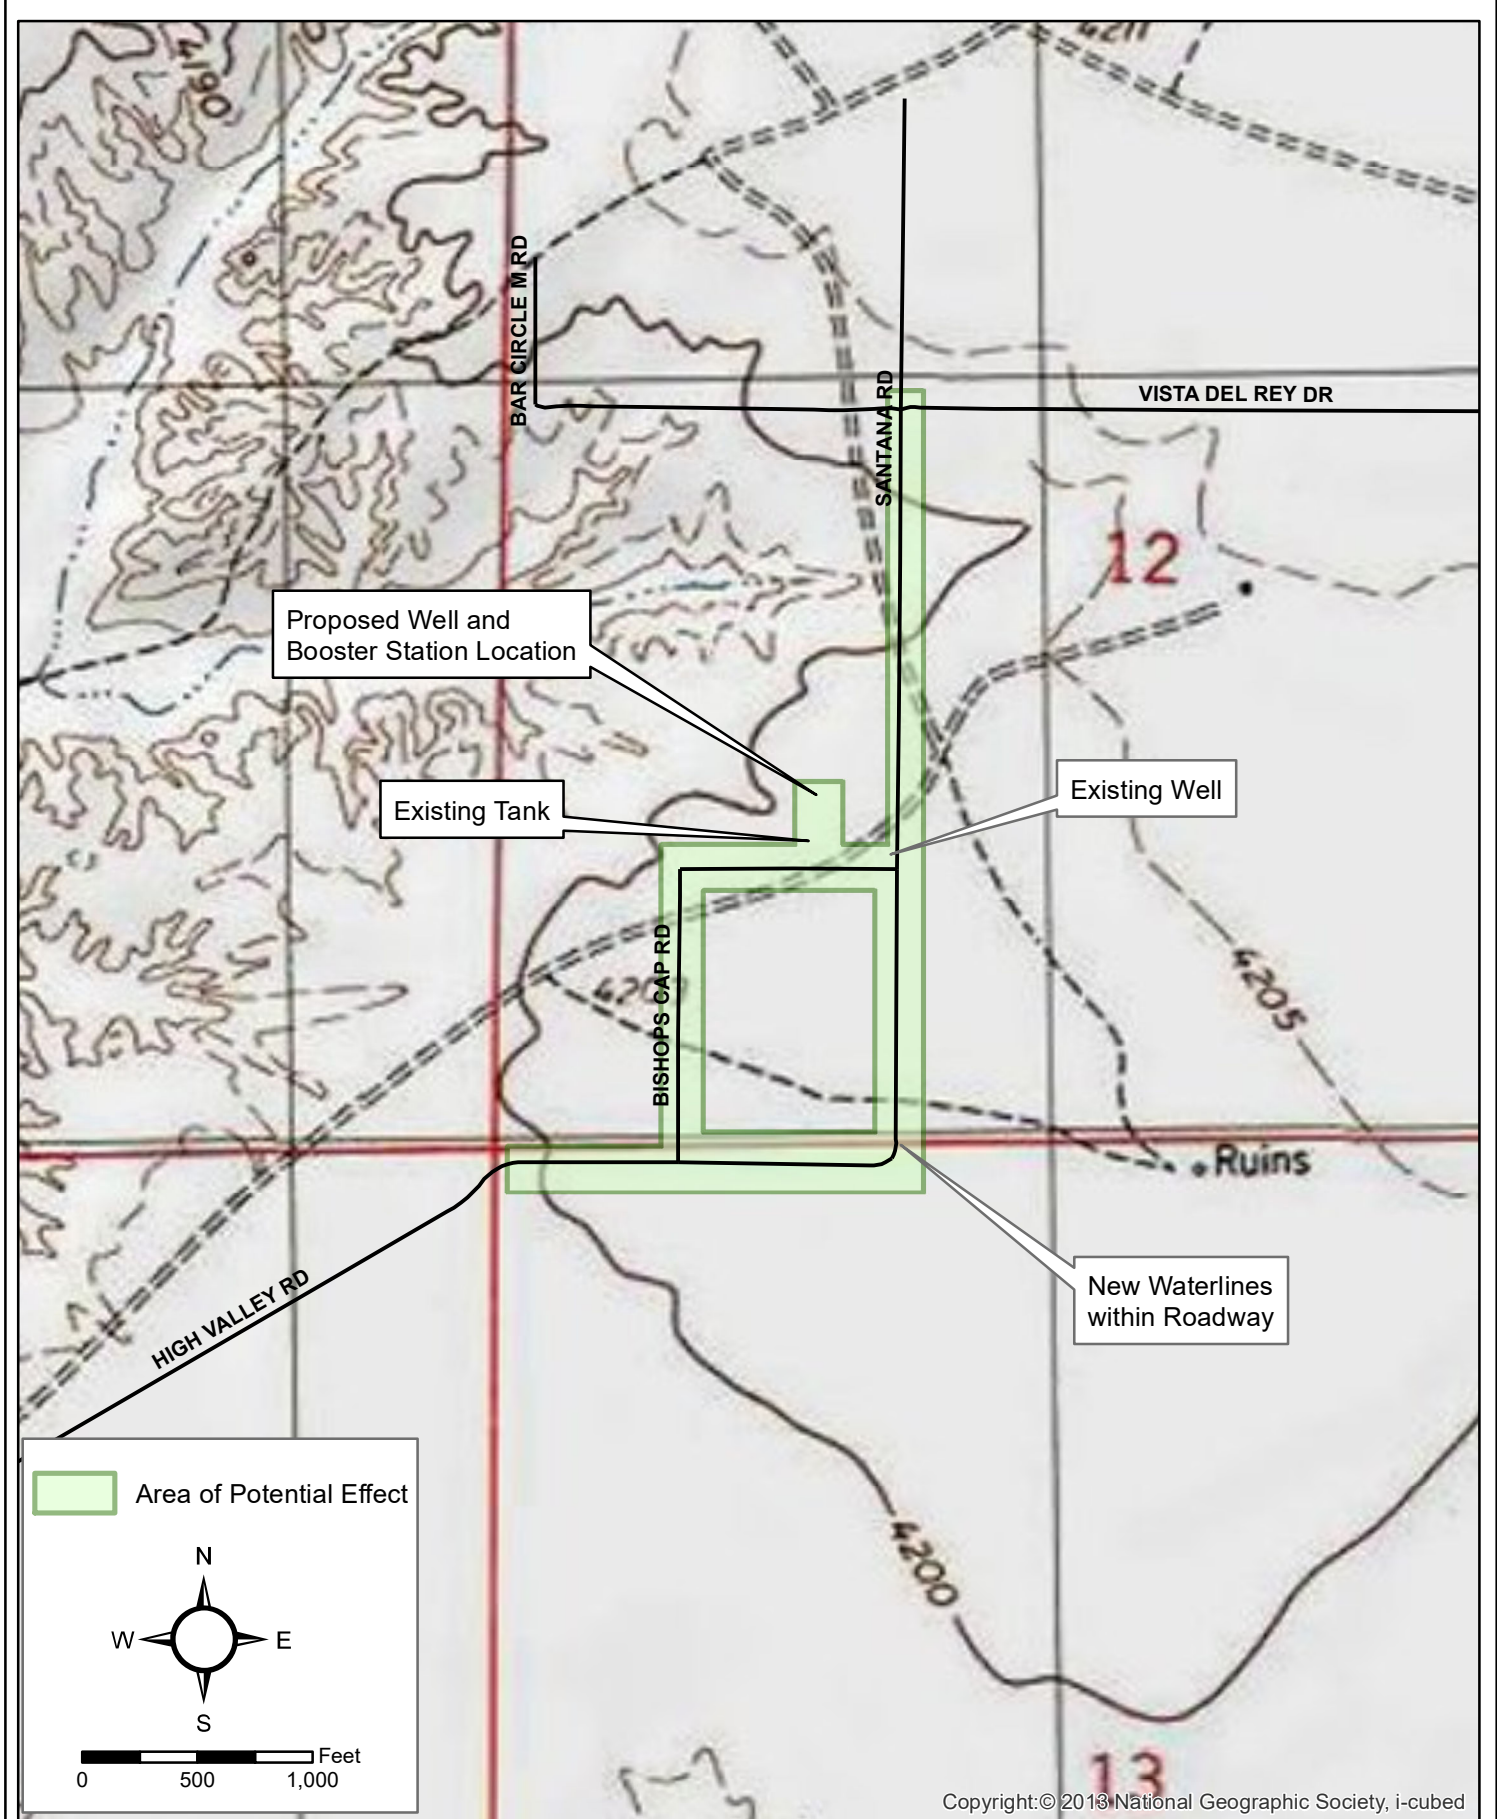 4190
4211
BAR CIRCLE M RD
SANTANA RD
VISTA DEL REY DR
12
Proposed Well and
Booster Station Location
Existing Tank
Existing Well
BISHOPS CAP RD
4205
Ruins
New Waterlines
within Roadway
HIGH VALLEY RD
4200
Area of Potential Effect
N
W
E
S
Feet
0
500
1,000
13
Copyright:© 2013 National Geographic Society, i-cubed